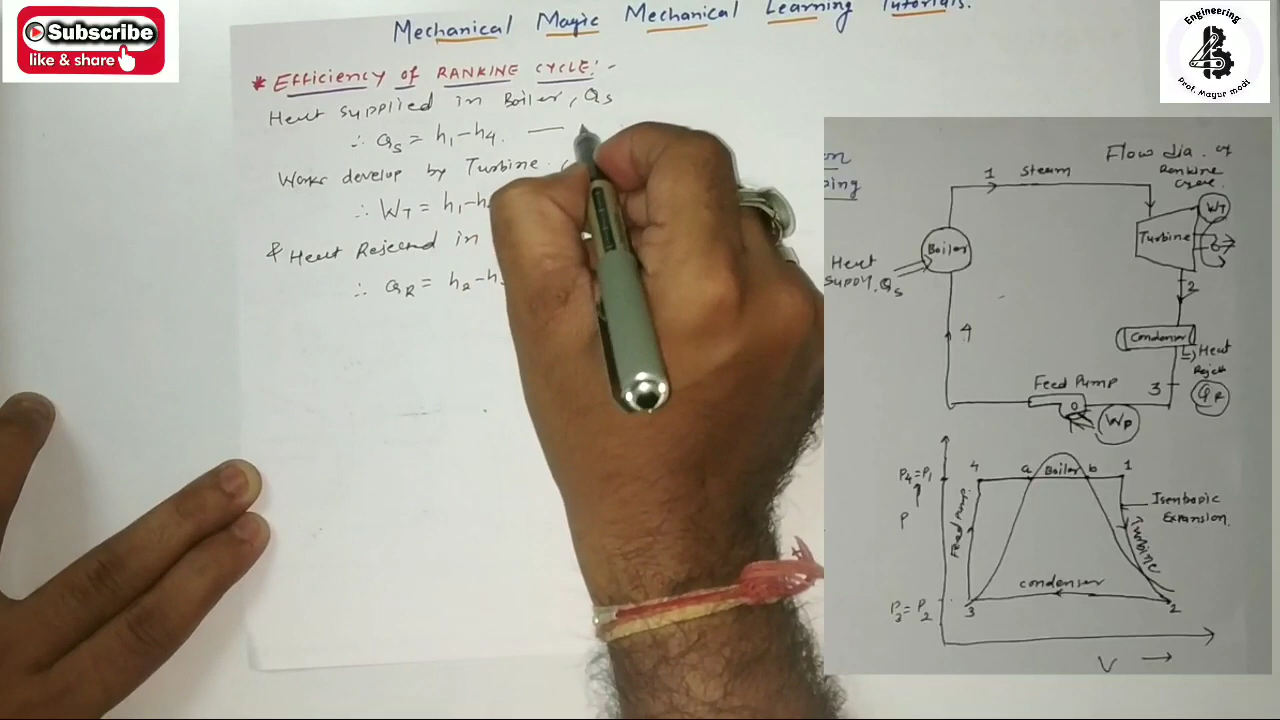 Mechanical Magic Mechanical Learning Tutorials.
Subscribe
like & share
Engineering
Prof. Mayur modi
* EFFICIENCY OF RANKINE CYCLE:-
Heat supplied in Boiler, Qs
∴ Qs = h1-h4. —
Works develop by Turbine.
∴ WT = h1-h
& Heat Rejected in
∴ QR = h2-h
Flow dia. of
Rankine
Cycle.
1 Steam
WT
Boiler
Turbine
Heat
supply, Qs
2
Condenser
Heat
Reject
QR
4
3
Feed Pump
WP
P4=P1
4 a Boiler b 1
P
Feed Pump
Isentropic
Expansion.
Turbine
condenser
P3=P2
3
2
V